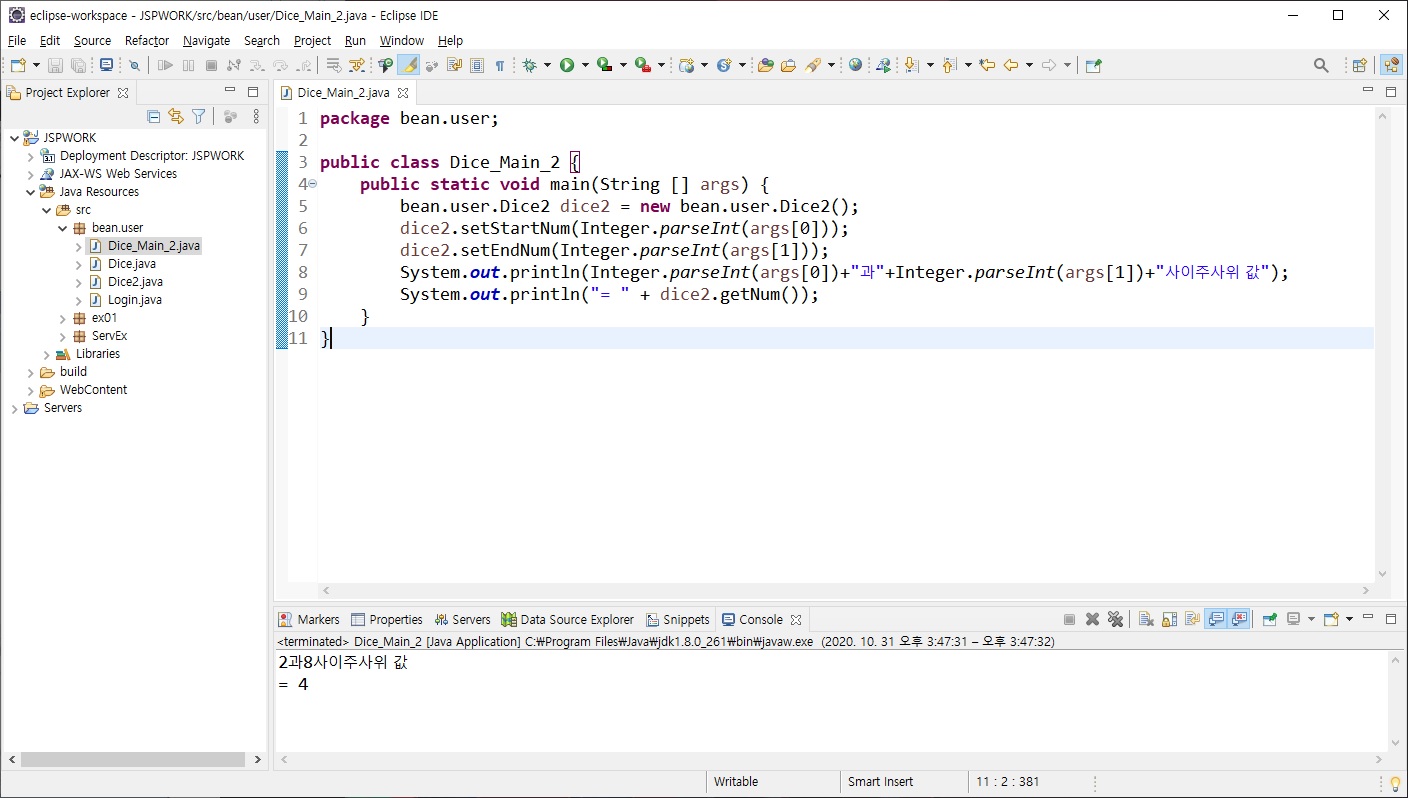 eclipse-workspace - JSPWORK/src/bean/user/Dice_Main_2.java - Eclipse IDE
File Edit Source Refactor Navigate Search Project Run Window Help
Project Explorer
JSPWORK
Deployment Descriptor: JSPWORK
JAX-WS Web Services
Java Resources
src
bean.user
Dice_Main_2.java
Dice.java
Dice2.java
Login.java
ex01
ServEx
Libraries
build
WebContent
Servers
Dice_Main_2.java
1 package bean.user;
2
3 public class Dice_Main_2 {
4 public static void main(String [] args) {
5 bean.user.Dice2 dice2 = new bean.user.Dice2();
6 dice2.setStartNum(Integer.parseInt(args[0]));
7 dice2.setEndNum(Integer.parseInt(args[1]));
8 System.out.println(Integer.parseInt(args[0])+"과"+Integer.parseInt(args[1])+"사이주사위 값");
9 System.out.println("= " + dice2.getNum());
10 }
11 }
Markers Properties Servers Data Source Explorer Snippets Console
<terminated> Dice_Main_2 [Java Application] C:₩Program Files₩Java₩jdk1.8.0_261₩bin₩javaw.exe (2020. 10. 31 오후 3:47:31 – 오후 3:47:32)
2과8사이주사위 값
= 4
Writable Smart Insert 11 : 2 : 381